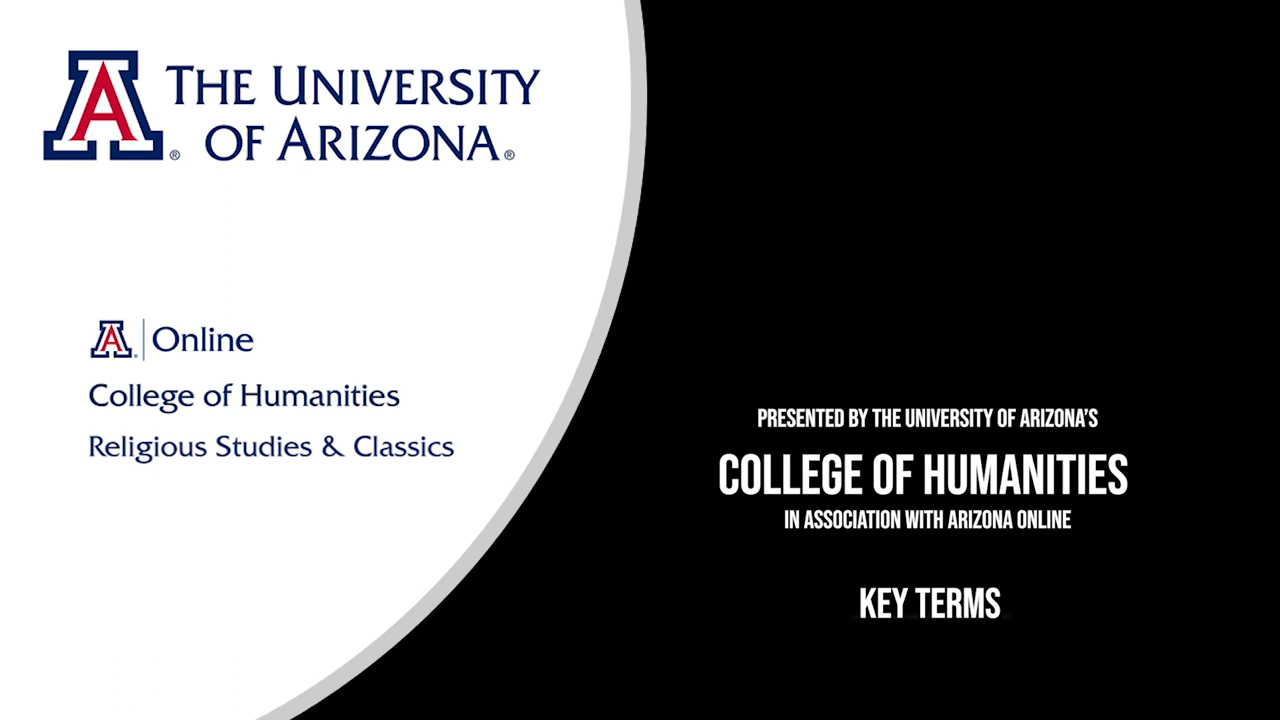 A® THE UNIVERSITY
OF ARIZONA®
A® Online
College of Humanities
Religious Studies & Classics
PRESENTED BY THE UNIVERSITY OF ARIZONA'S
COLLEGE OF HUMANITIES
IN ASSOCIATION WITH ARIZONA ONLINE
KEY TERMS